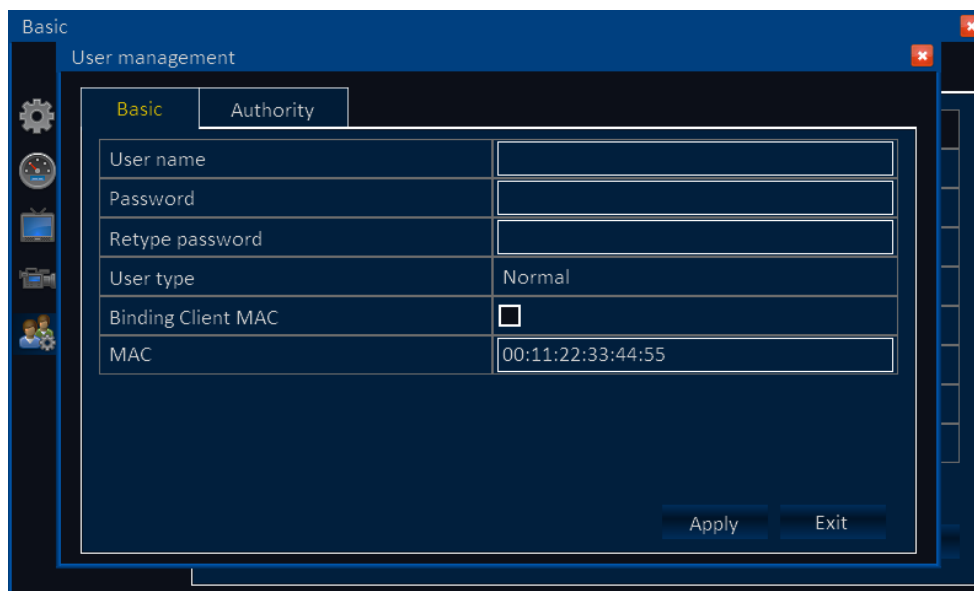 Basic
User management
Basic Authority
User name
Password
Retype password
User type Normal
Binding Client MAC
MAC 00:11:22:33:44:55
Apply Exit